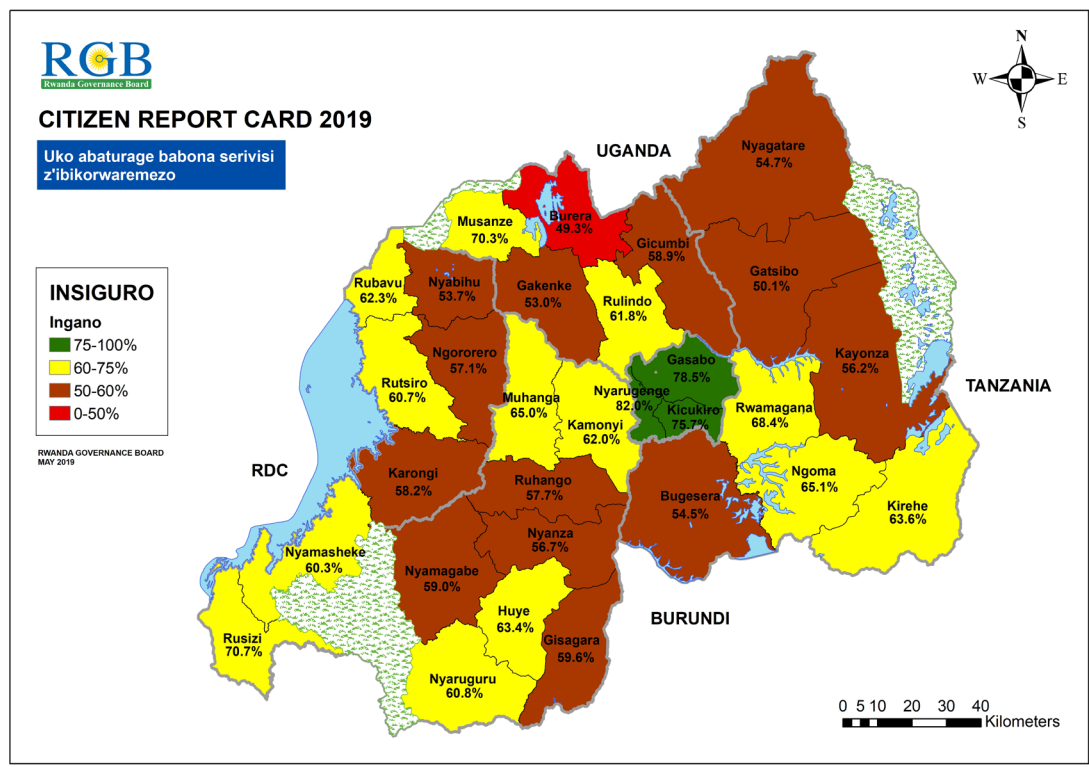 RGB
Rwanda Governance Board
CITIZEN REPORT CARD 2019
Uko abaturage babona serivisi
z'ibikorwaremezo
N
W
E
S
UGANDA
TANZANIA
BURUNDI
RDC
INSIGURO
Ingano
75-100%
60-75%
50-60%
0-50%
RWANDA GOVERNANCE BOARD
MAY 2019
Nyagatare
54.7%
Burera
49.3%
Musanze
70.3%
Gicumbi
58.9%
Gatsibo
50.1%
Rubavu
62.3%
Nyabihu
53.7%
Gakenke
53.0%
Rulindo
61.8%
Kayonza
56.2%
Ngororero
57.1%
Gasabo
78.5%
Rutsiro
60.7%
Muhanga
65.0%
Nyarugenge
82.0%
Kicukiro
75.7%
Rwamagana
68.4%
Kamonyi
62.0%
Karongi
58.2%
Ruhango
57.7%
Bugesera
54.5%
Ngoma
65.1%
Kirehe
63.6%
Nyanza
56.7%
Nyamasheke
60.3%
Nyamagabe
59.0%
Huye
63.4%
Gisagara
59.6%
Rusizi
70.7%
Nyaruguru
60.8%
0 5 10 20 30 40
Kilometers